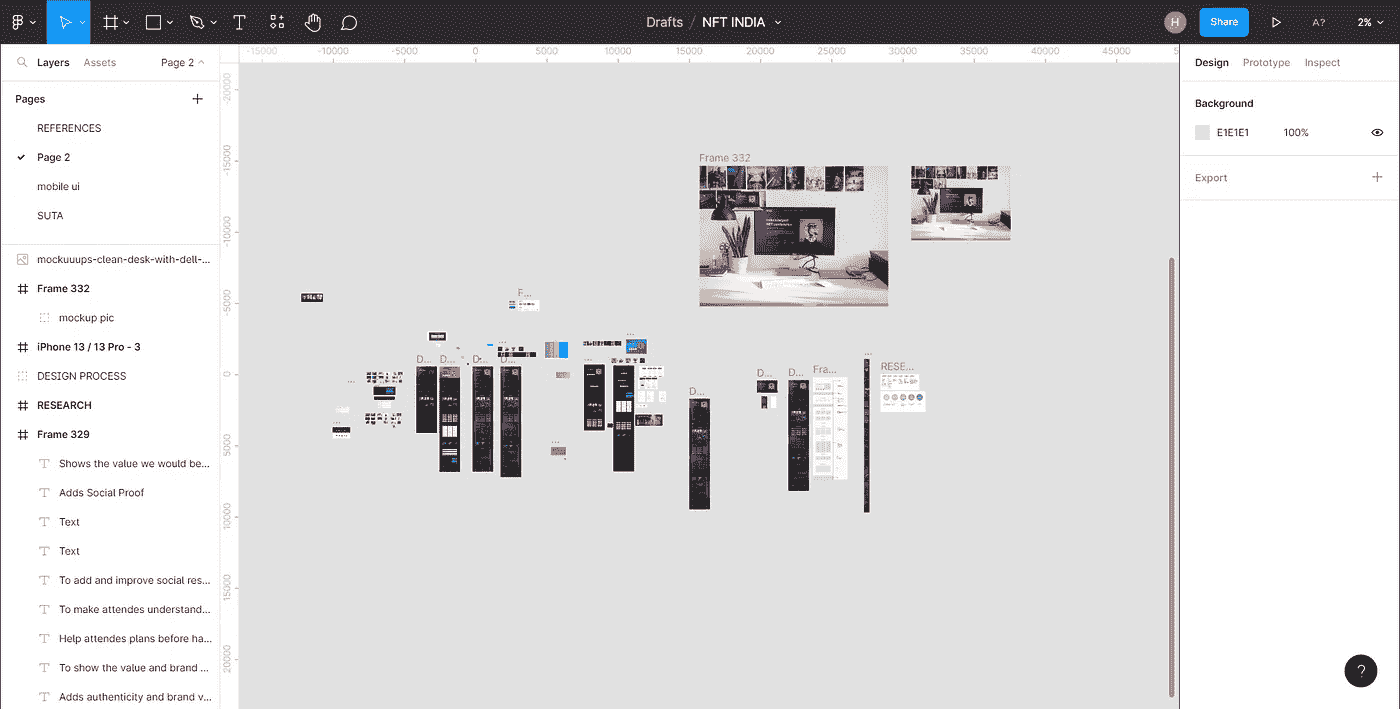 Drafts / NFT INDIA
H
Share
A?
2%
Layers
Assets
Page 2
Design
Prototype
Inspect
-15000
-10000
-5000
0
5000
10000
15000
20000
25000
30000
35000
40000
45000
5
Pages
REFERENCES
Page 2
mobile ui
SUTA
mockuuups-clean-desk-with-dell-...
Frame 332
mockup pic
iPhone 13 / 13 Pro - 3
DESIGN PROCESS
RESEARCH
Frame 329
Shows the value we would be...
Adds Social Proof
Text
Text
To add and improve social res...
To make attendes understand...
Help attendes plans before ha...
To show the value and brand ...
Adds authenticity and brand v...
-20000
-15000
-10000
-5000
0
5000
10000
15000
20000
Frame 332
F...
D...
D...
D...
D...
D...
D...
D...
Fra...
RESE...
Background
E1E1E1
100%
Export
?